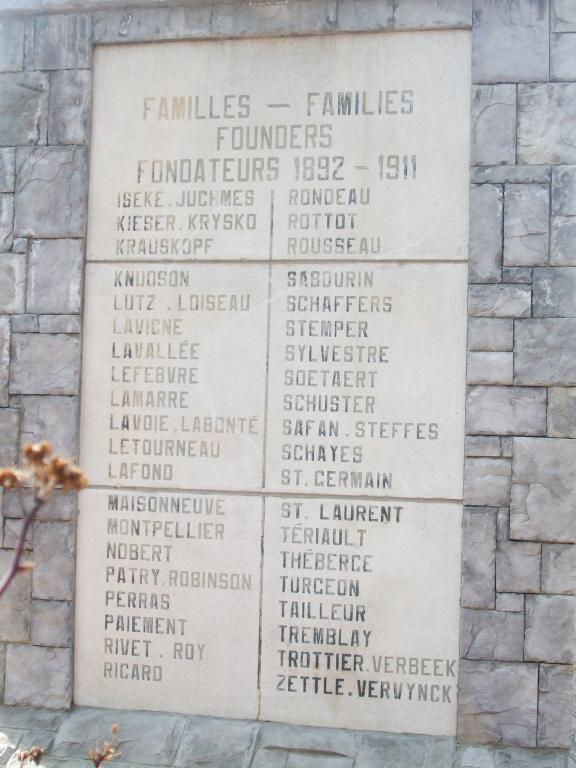 FAMILLES — FAMILIES
FOUNDERS
FONDATEURS 1892 - 1911
ISEKE. JUCHMES
KIESER. KRYSKO
KRAUSKOPF
KNUDSON
LUTZ . LOISEAU
LAVIGNE
LAVALLÉE
LEFEBVRE
LAMARRE
LAVOIE. LABONTÉ
LETOURNEAU
LAFOND
MAISONNEUVE
MONTPELLIER
NOBERT
PATRY. ROBINSON
PERRAS
PAIEMENT
RIVET . ROY
RICARD
RONDEAU
ROTTOT
ROUSSEAU
SABOURIN
SCHAFFERS
STEMPER
SYLVESTRE
SOETAERT
SCHUSTER
SAFAN. STEFFES
SCHAYES
ST. GERMAIN
ST. LAURENT
TÉRIAULT
THÉBERGE
TURGEON
TAILLEUR
TREMBLAY
TROTTIER. VERBEEK
ZETTLE. VERVYNCK